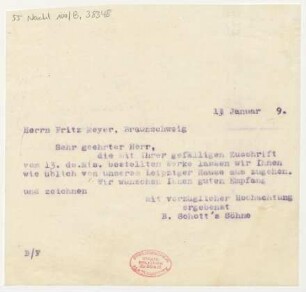 55 Nachl 100/B, 38348
13 Januar 9.
Herrn Fritz Meyer, Braunschweig
Sehr geehrter Herr,
die mit Ihrer gefälligen Zuschrift
vom 13. ds.Mts. bestellten Werke lassen wir Ihnen
wie üblich von unserem Leipziger Hause aus zugehen.
Wir wünschen Ihnen guten Empfang
und zeichnen
mit vorzüglicher Hochachtung
ergebenst
B. Schott's Söhne
D/F